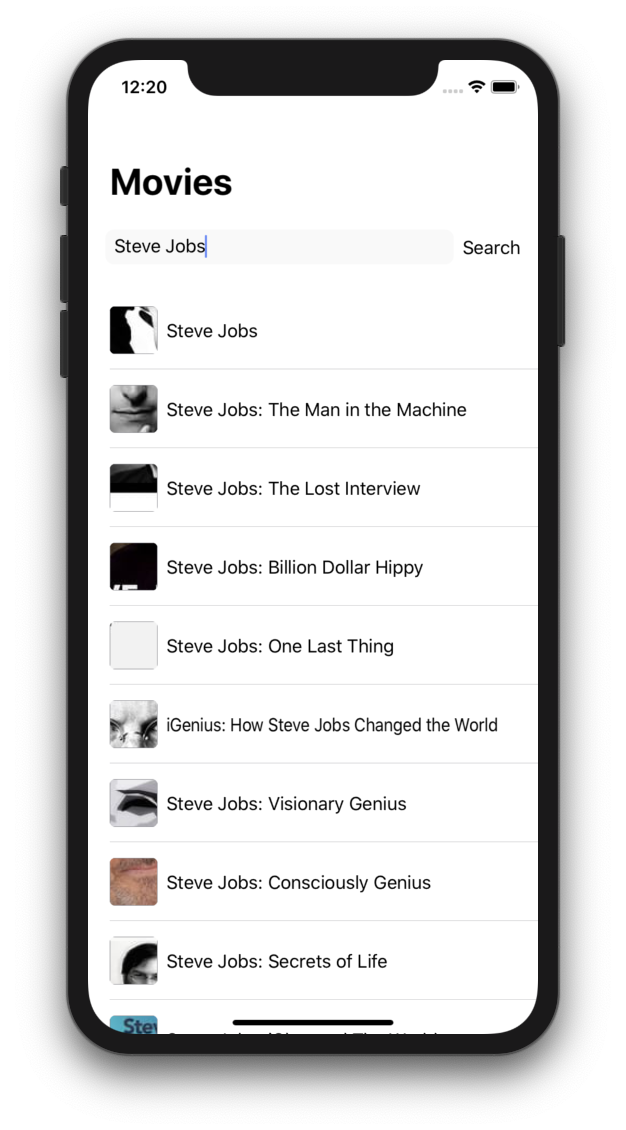 12:20
Movies
Steve Jobs
Search
Steve Jobs
Steve Jobs: The Man in the Machine
Steve Jobs: The Lost Interview
Steve Jobs: Billion Dollar Hippy
Steve Jobs: One Last Thing
iGenius: How Steve Jobs Changed the World
Steve Jobs: Visionary Genius
Steve Jobs: Consciously Genius
Steve Jobs: Secrets of Life